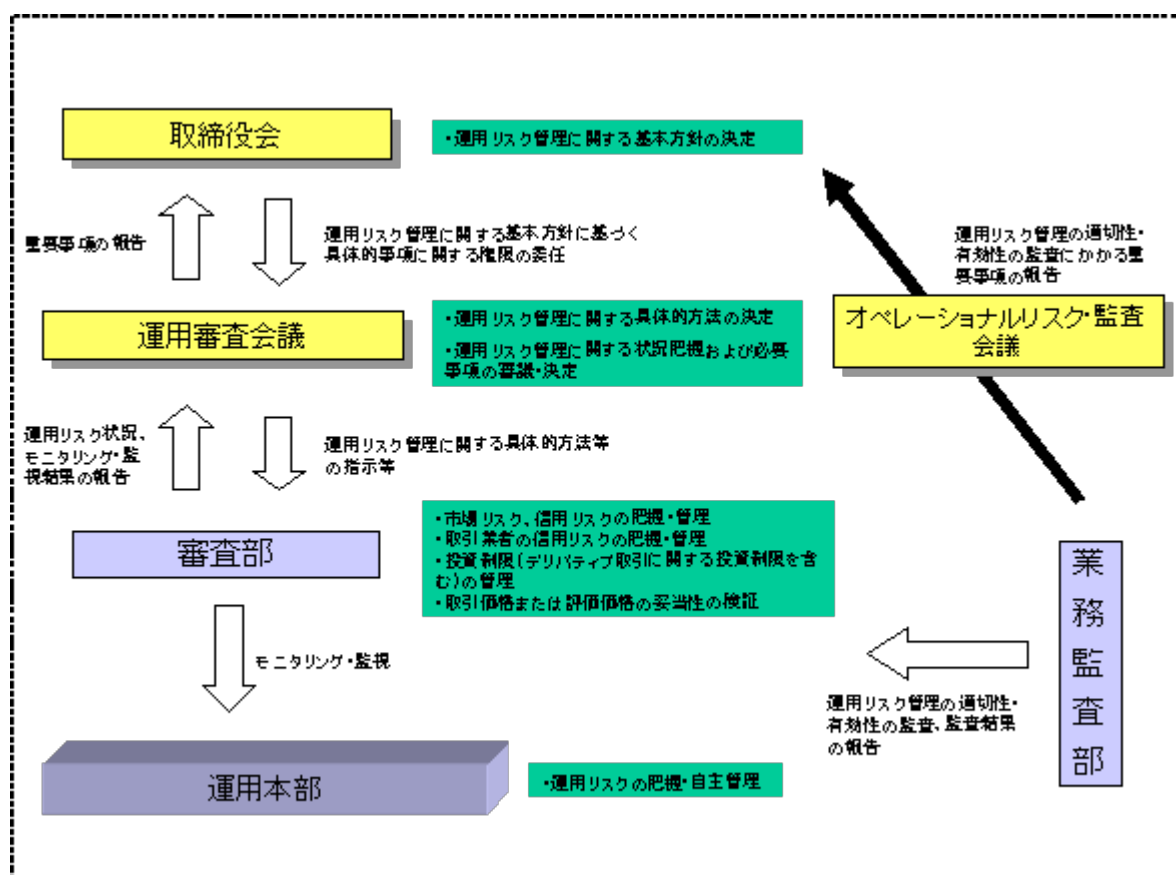 取締役会
・運用リスク管理に関する基本方針の決定
重要事項の報告
運用リスク管理に関する基本方針に基づく
具体的事項に関する権限の委任
運用リスク管理の適切性・
有効性の監査にかかる重
要事項の報告
運用審査会議
・運用リスク管理に関する具体的方法の決定
・運用リスク管理に関する状況把握および必要
事項の審議・決定
オペレーショナルリスク・監査
会議
運用リスク状況、
モニタリング・監
視結果の報告
運用リスク管理に関する具体的方法等
の指示等
審査部
・市場リスク、信用リスクの把握・管理
・取引業者の信用リスクの把握・管理
・投資制限(デリバティブ取引に関する投資制限を含
む)の管理
・取引価格または評価価格の妥当性の検証
業務監査部
モニタリング・監視
運用リスク管理の適切性・
有効性の監査、監査結果
の報告
運用本部
・運用リスクの把握・自主管理